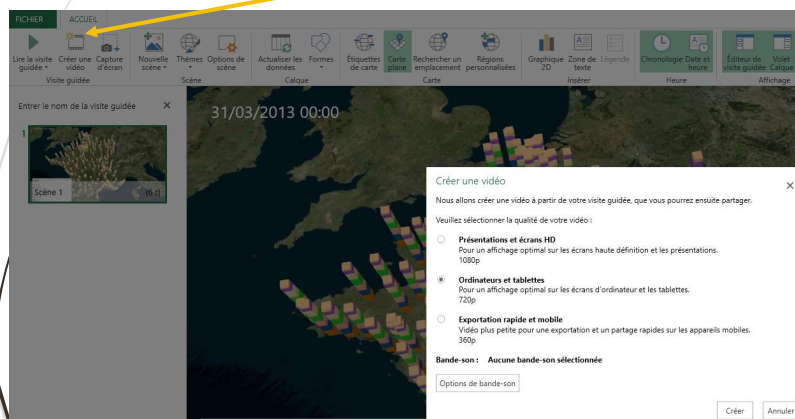 FICHIER ACCUEIL
Lire la visite guidée
Créer une vidéo
Capture d'écran
Nouvelle scène
Thèmes
Options de scène
Actualiser les données
Formes
Étiquettes de carte
Carte plane
Rechercher un emplacement
Régions personnalisées
Graphique 2D
Zone de texte
Légende
Chronologie
Date et heure
Éditeur de visite guidée
Volet Calque
Visite guidée Scène Calque Carte Insérer Heure Affichage
Entrer le nom de la visite guidée
31/03/2013 00:00
1
Scène 1
Créer une vidéo
Nous allons créer une vidéo à partir de votre visite guidée, que vous pourrez ensuite partager.
Veuillez sélectionner la qualité de votre vidéo :
Présentations et écrans HD
Pour un affichage optimal sur les écrans haute définition et les présentations.
1080p
Ordinateurs et tablettes
Pour un affichage optimal sur les écrans d'ordinateur et les tablettes.
720p
Exportation rapide et mobile
Vidéo plus petite pour une exportation et un partage rapides sur les appareils mobiles.
360p
Bande-son : Aucune bande-son sélectionnée
Options de bande-son
Créer Annuler